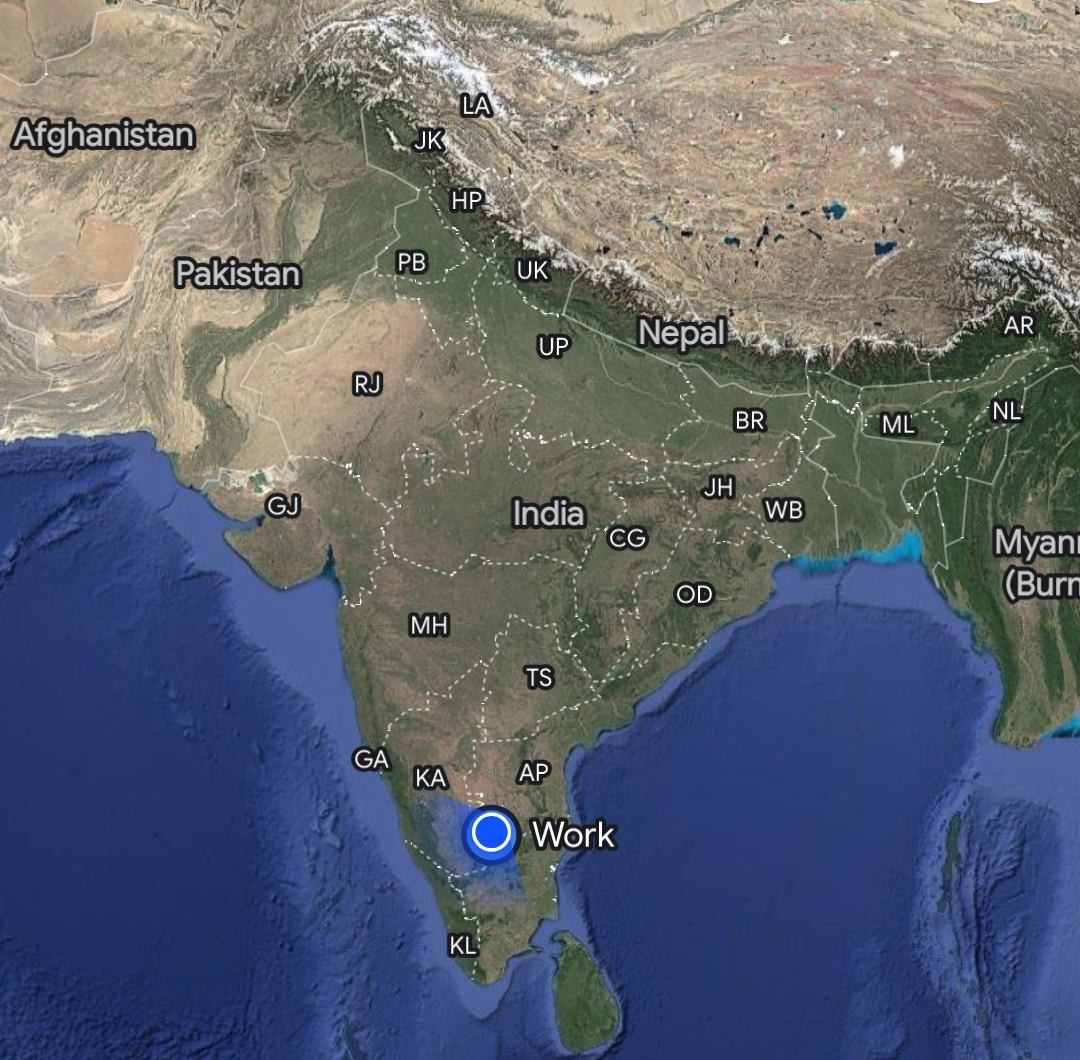 LA
Afghanistan
JK
HP
PB
UK
Pakistan
AR
Nepal
UP
RJ
NL
BR
ML
JH
GJ
WB
India
CG
Myanr
(Burn
OD
MH
TS
GA
AP
KA
Work
KL